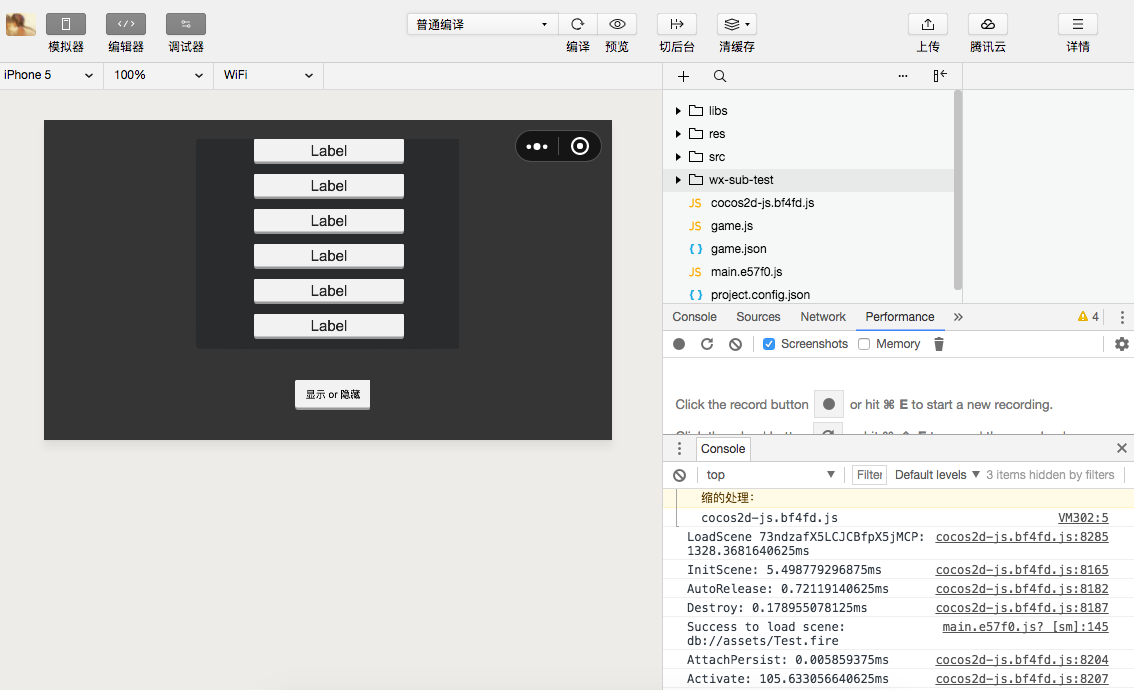 普通编译
模拟器 编辑器 调试器 编译 预览 切后台 清缓存 上传 腾讯云 详情
iPhone 5 100% WiFi
Label
Label
Label
Label
Label
Label
显示 or 隐藏
libs
res
src
wx-sub-test
JS cocos2d-js.bf4fd.js
JS game.js
{ } game.json
JS main.e57f0.js
{ } project.config.json
Console Sources Network Performance » 4
Screenshots Memory
Click the record button or hit ⌘ E to start a new recording.
Console
top Filter Default levels 3 items hidden by filters
缩的处理：
cocos2d-js.bf4fd.js VM302:5
LoadScene 73ndzafX5LCJCBfpX5jMCP: cocos2d-js.bf4fd.js:8285
1328.3681640625ms
InitScene: 5.498779296875ms cocos2d-js.bf4fd.js:8165
AutoRelease: 0.72119140625ms cocos2d-js.bf4fd.js:8182
Destroy: 0.178955078125ms cocos2d-js.bf4fd.js:8187
Success to load scene: main.e57f0.js? [sm]:145
db://assets/Test.fire
AttachPersist: 0.005859375ms cocos2d-js.bf4fd.js:8204
Activate: 105.633056640625ms cocos2d-js.bf4fd.js:8207